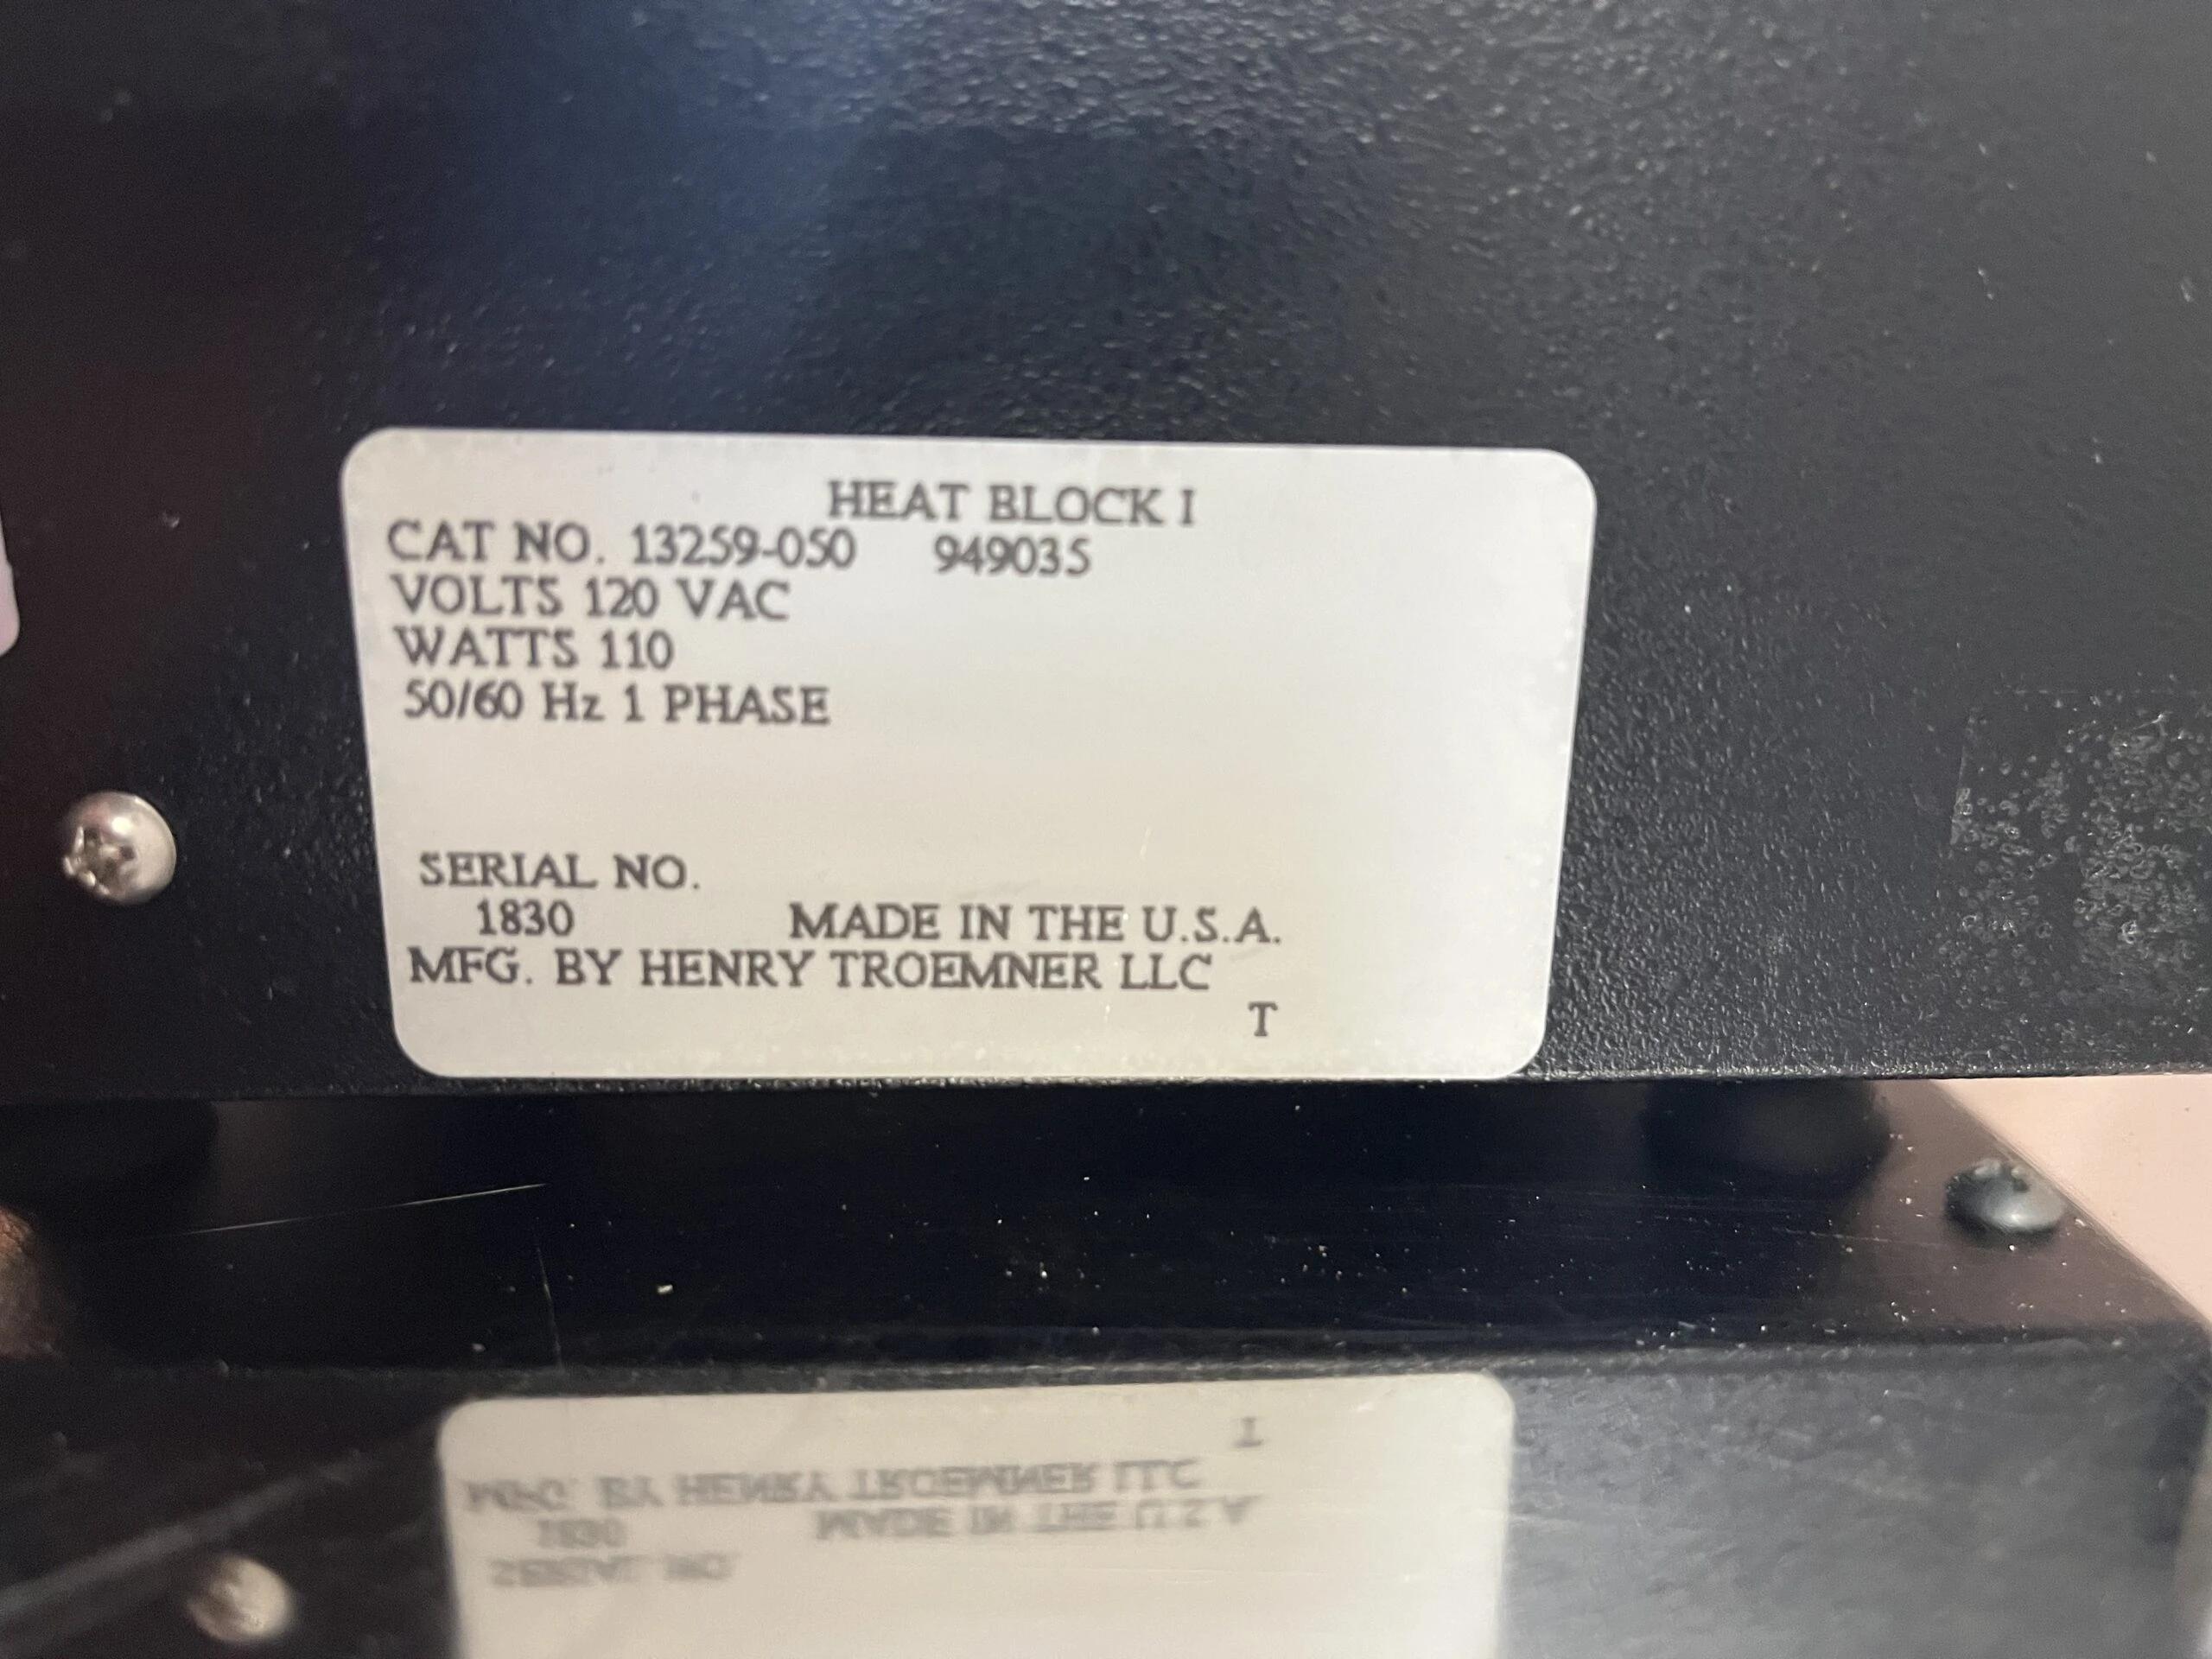 HEAT BLOCK I
CAT NO. 13259-050 949035
VOLTS 120 VAC
WATTS 110
50/60 Hz 1 PHASE
SERIAL NO.
1830 MADE IN THE U.S.A.
MFG. BY HENRY TROEMNER LLC
T